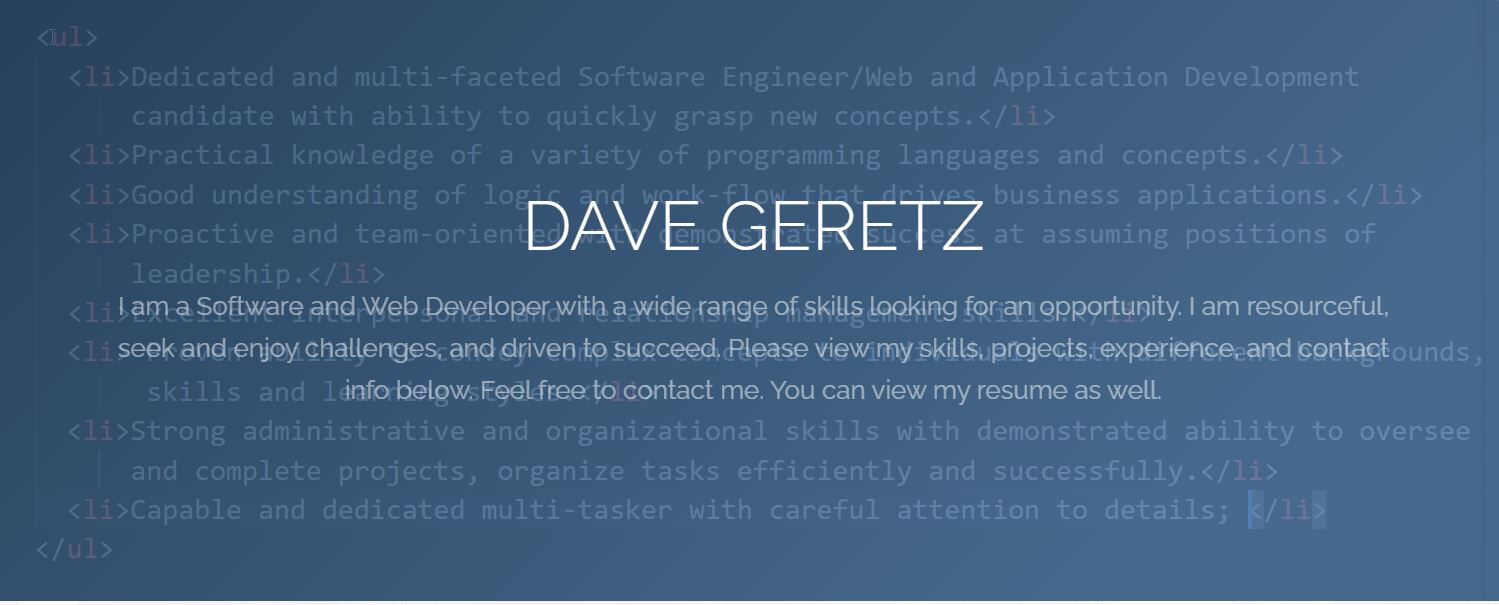 <ul>
<li>Dedicated and multi-faceted Software Engineer/Web and Application Development
candidate with ability to quickly grasp new concepts.</li>
<li>Practical knowledge of a variety of programming languages and concepts.</li>
<li>Good understanding of logic and work-flow that drives business applications.</li>
DAVE GERETZ
<li>Proactive and team-oriented with demonstrated success at assuming positions of
leadership.</li>
I am a Software and Web Developer with a wide range of skills looking for an opportunity. I am resourceful,
<li>Excellent interpersonal and relationship management skills.</li>
seek and enjoy challenges, and driven to succeed. Please view my skills, projects, experience, and contact
<li> Proven ability to convey complex concepts to individuals with different backgrounds,
info below. Feel free to contact me. You can view my resume as well.
skills and learning styles.</li>
<li>Strong administrative and organizational skills with demonstrated ability to oversee
and complete projects, organize tasks efficiently and successfully.</li>
<li>Capable and dedicated multi-tasker with careful attention to details; </li>
</ul>